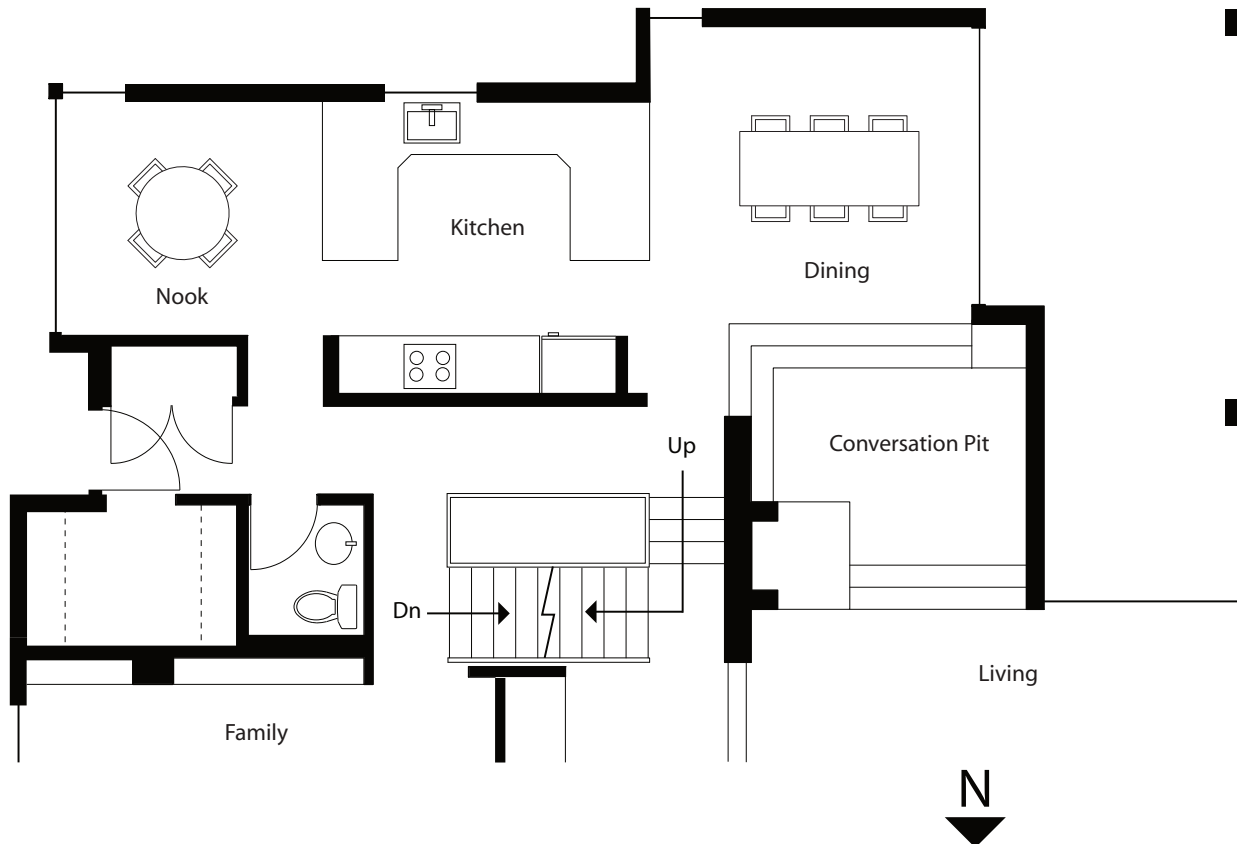 Kitchen
Dining
Nook
Up
Conversation Pit
Dn
Living
Family
N